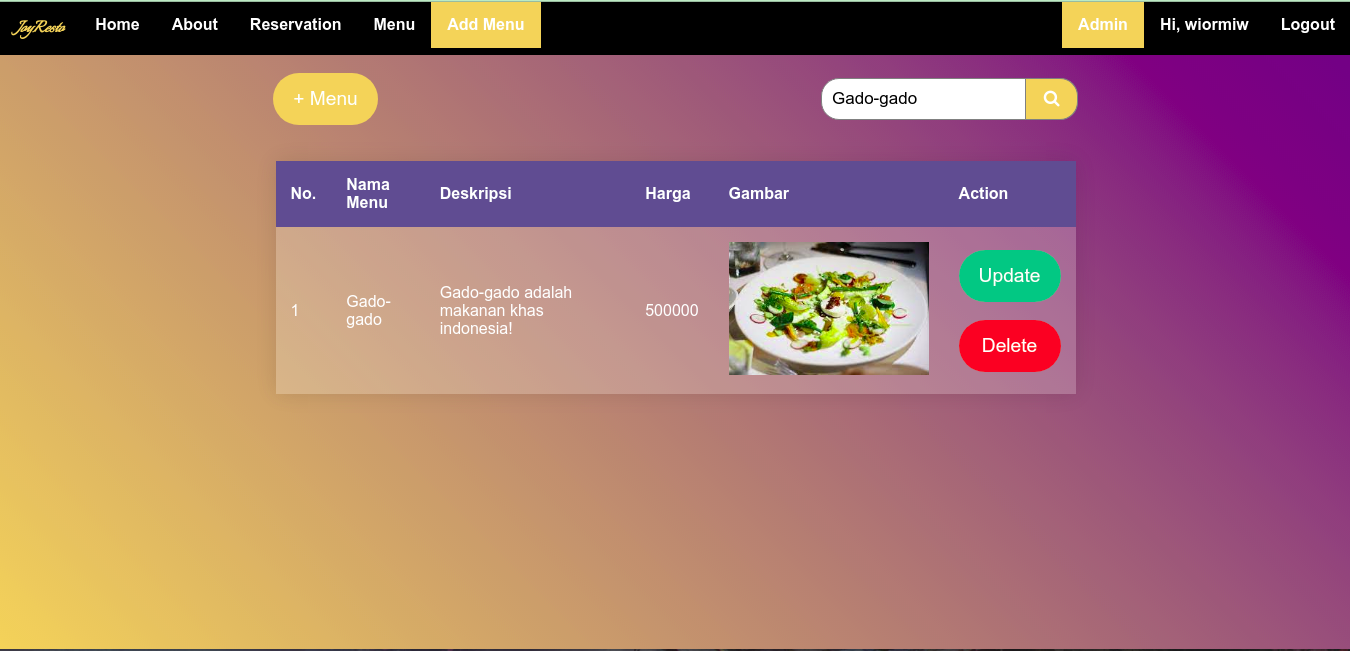 JoyResto Home About Reservation Menu Add Menu Admin Hi, wiormiw Logout
+ Menu Gado-gado
No. Nama Menu Deskripsi Harga Gambar Action
1 Gado-gado Gado-gado adalah makanan khas indonesia! 500000 Update
Delete